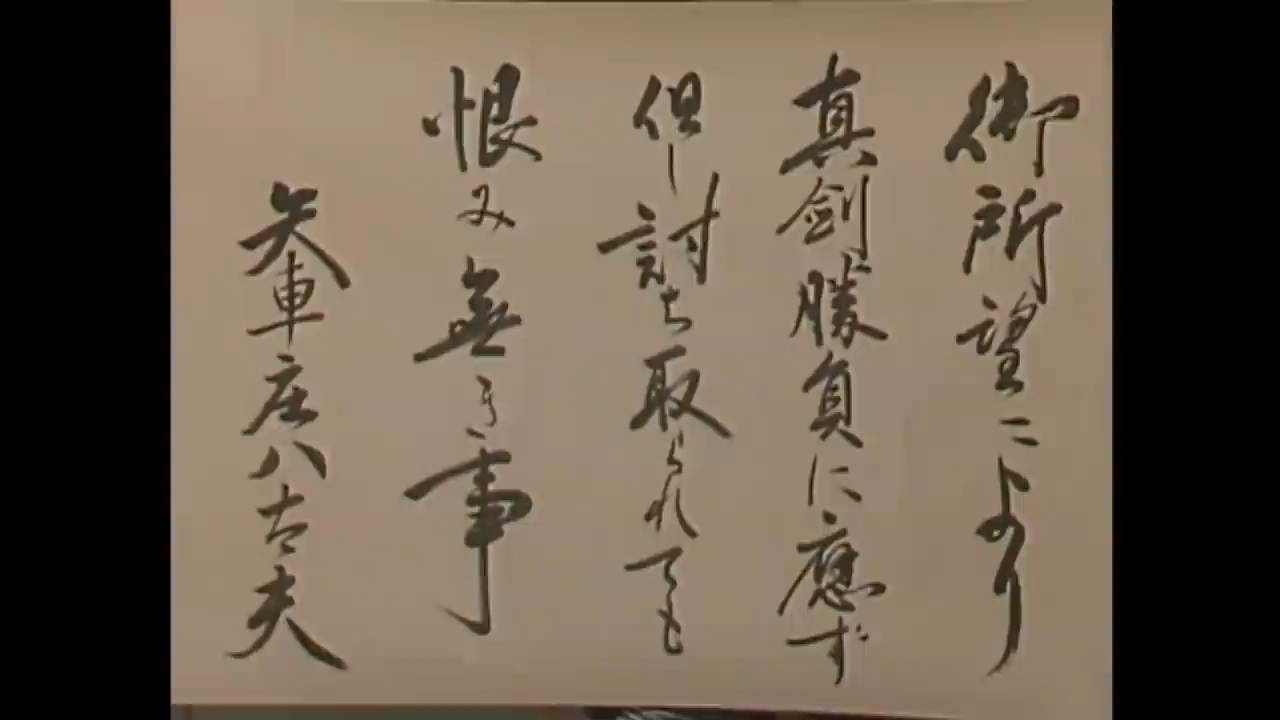 御所望により
真剣勝負に應ず
但し討ち取られても
恨み無き事
矢車庄八古夫